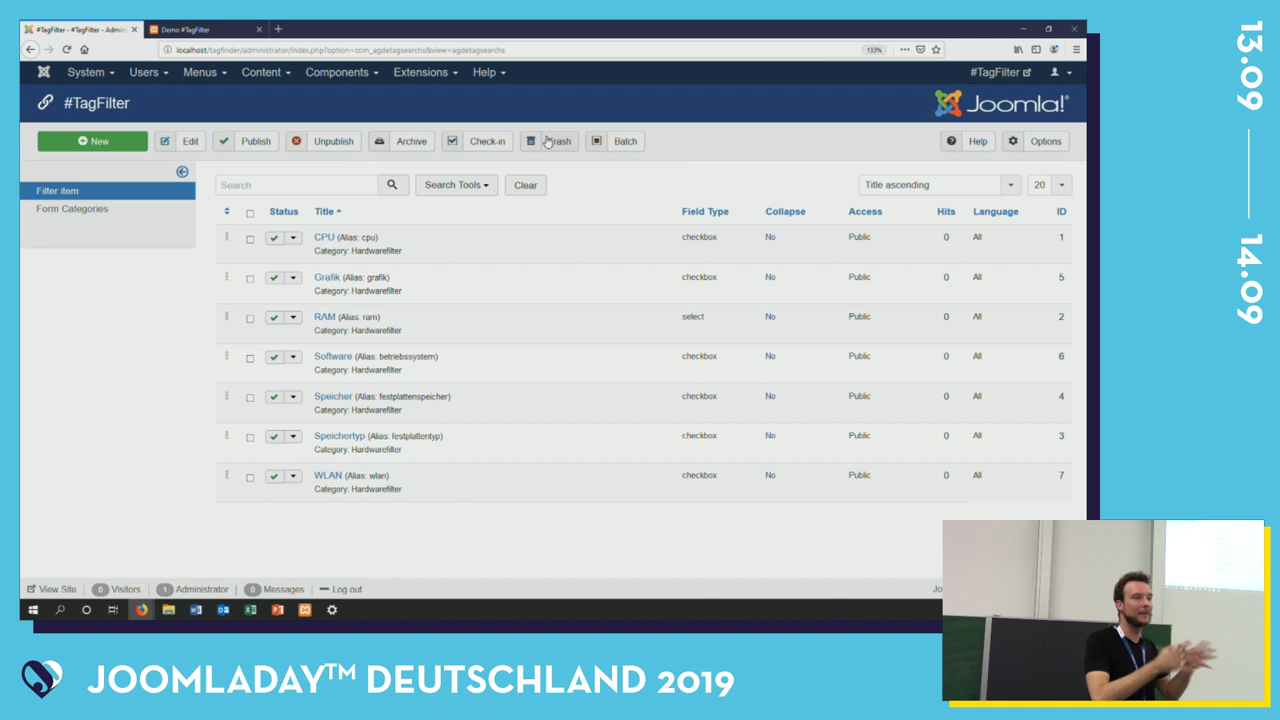 #TagFilter - #TagFilter - Admini
Demo #TagFilter
localhost/tagfinder/administrator/index.php?option=com_agdetagsearchs&view=agdetagsearchs
133%
System Users Menus Content Components Extensions Help
#TagFilter
#TagFilter
Joomla!®
New Edit Publish Unpublish Archive Check-in Trash Batch Help Options
Filter item
Form Categories
Search Search Tools Clear Title ascending 20
Status Title Field Type Collapse Access Hits Language ID
CPU (Alias: cpu) checkbox No Public 0 All 1
Category: Hardwarefilter
Grafik (Alias: grafik) checkbox No Public 0 All 5
Category: Hardwarefilter
RAM (Alias: ram) select No Public 0 All 2
Category: Hardwarefilter
Software (Alias: betriebssystem) checkbox No Public 0 All 6
Category: Hardwarefilter
Speicher (Alias: festplattenspeicher) checkbox No Public 0 All 4
Category: Hardwarefilter
Speichertyp (Alias: festplattentyp) checkbox No Public 0 All 3
Category: Hardwarefilter
WLAN (Alias: wlan) checkbox No Public 0 All 7
Category: Hardwarefilter
View Site 0 Visitors 1 Administrator 0 Messages Log out
Jo
13.09
14.09
JOOMLADAY™ DEUTSCHLAND 2019